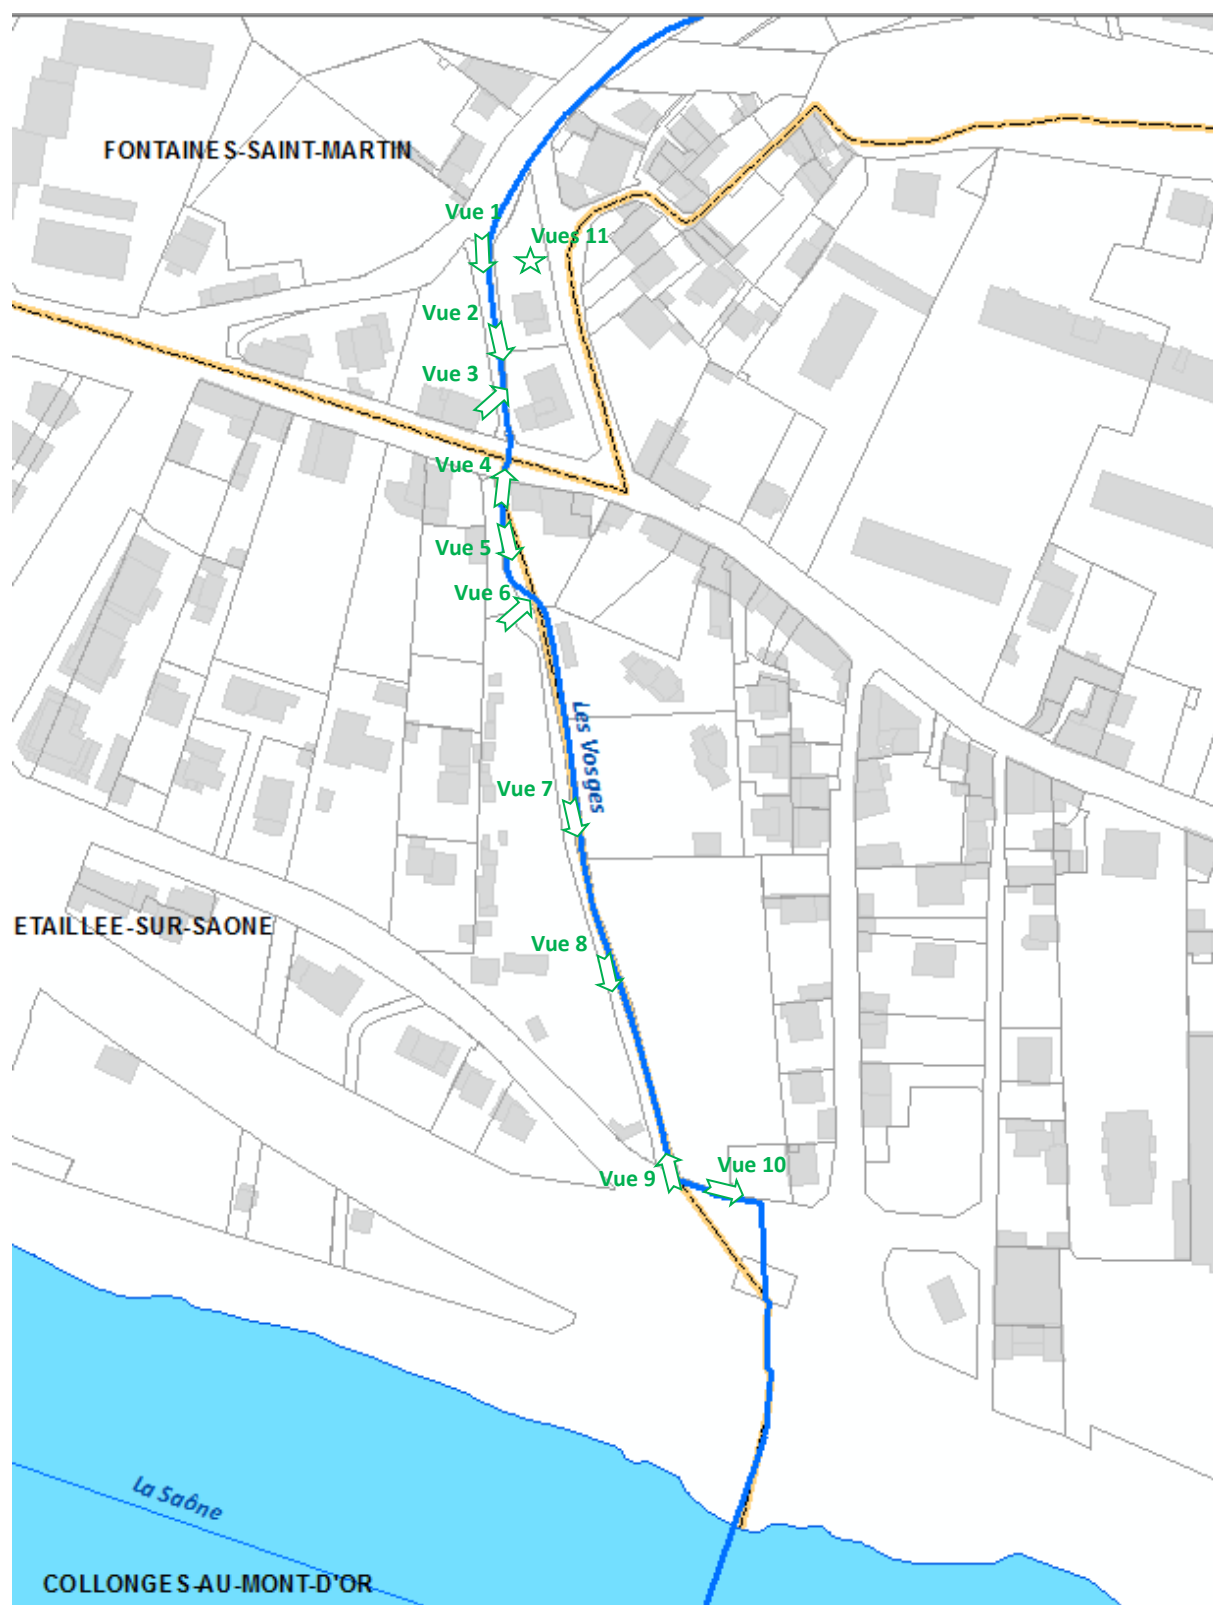 FONTAINES-SAINT-MARTIN
Vue 1
Vues 11
Vue 2
Vue 3
Vue 4
Vue 5
Vue 6
Les Vosges
Vue 7
ETAILLEE-SUR-SAONE
Vue 8
Vue 10
Vue 9
La Saône
COLLONGES-AU-MONT-D'OR